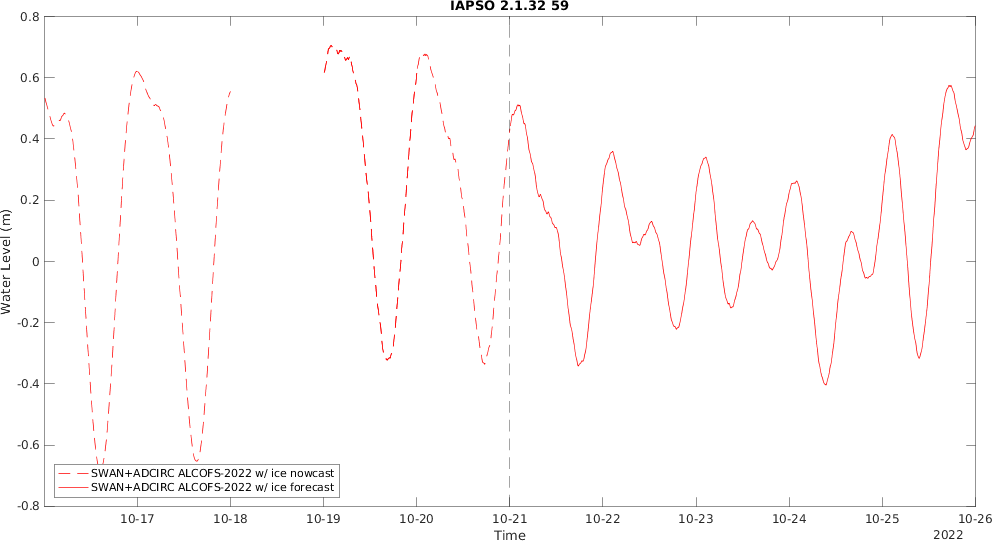 IAPSO 2.1.32 59
0.8
0.6
0.4
0.2
0
-0.2
-0.4
-0.6
-0.8
Water Level (m)
SWAN+ADCIRC ALCOFS-2022 w/ ice nowcast
SWAN+ADCIRC ALCOFS-2022 w/ ice forecast
10-17 10-18 10-19 10-20 10-21 10-22 10-23 10-24 10-25 10-26
Time
2022